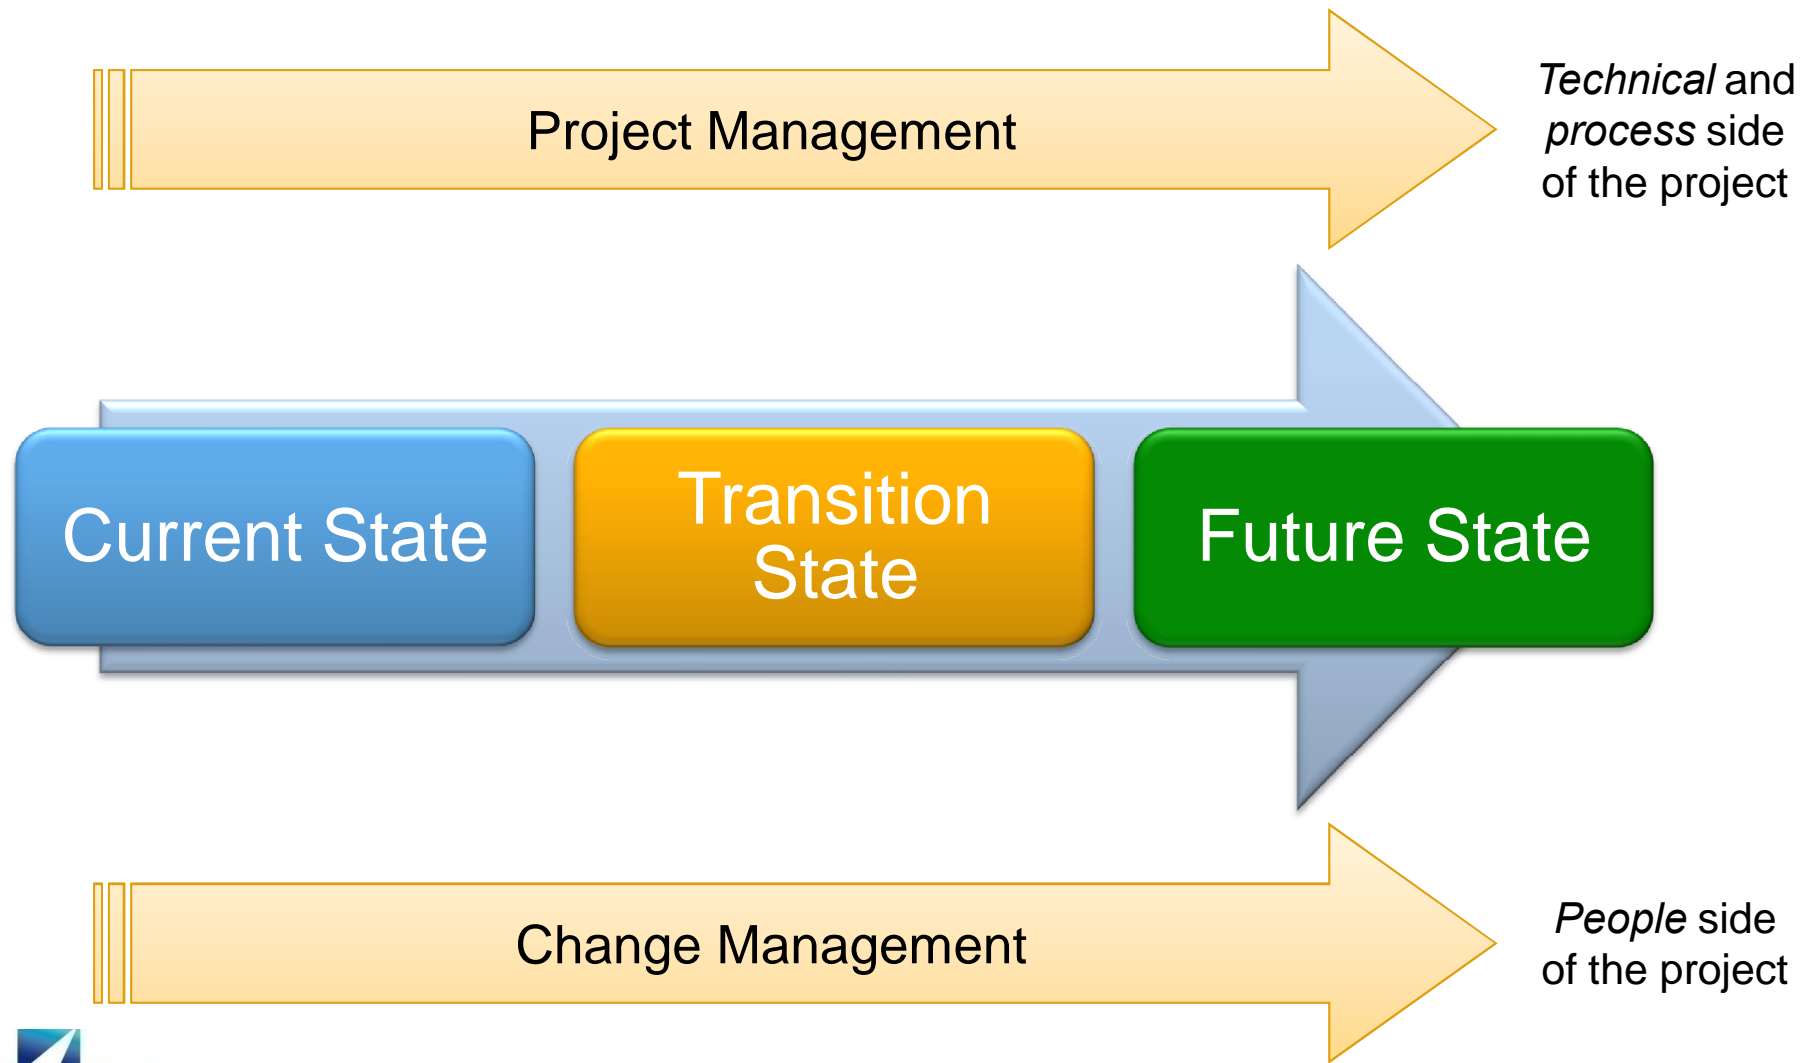 Project Management
Technical and
process side
of the project
Current State
Transition
State
Future State
Change Management
People side
of the project